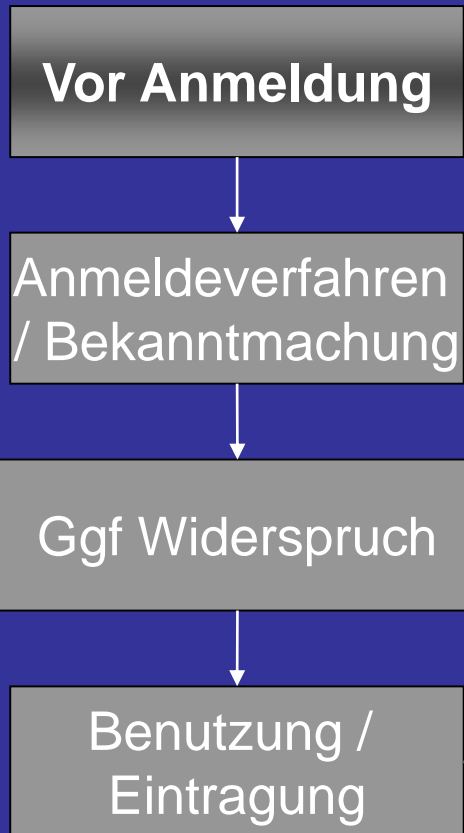 Vor Anmeldung
Anmeldeverfahren
/ Bekanntmachung
Ggf Widerspruch
Benutzung /
Eintragung